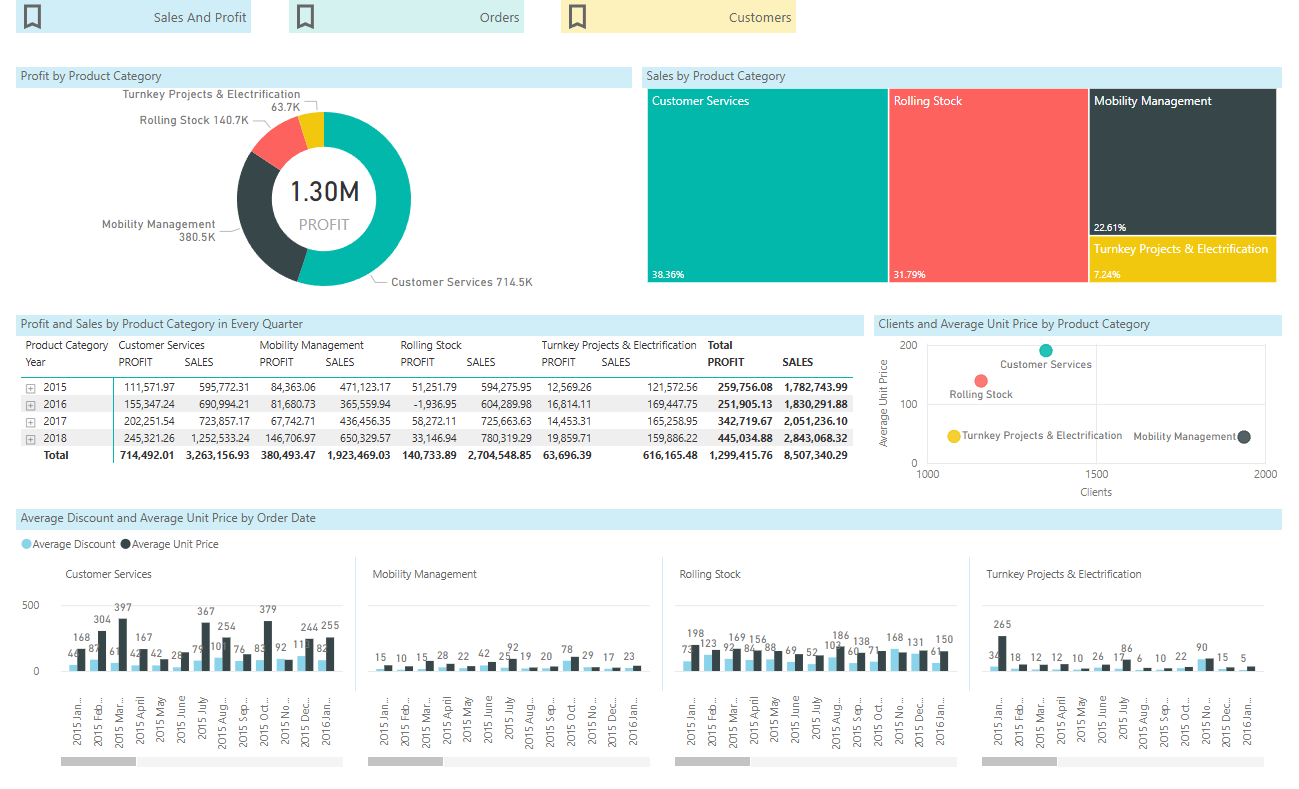 Sales And Profit
Orders
Customers
Profit by Product Category
Turnkey Projects & Electrification
63.7K
Rolling Stock 140.7K
1.30M
PROFIT
Mobility Management
380.5K
Customer Services 714.5K
Sales by Product Category
Customer Services
38.36%
Rolling Stock
31.79%
Mobility Management
22.61%
Turnkey Projects & Electrification
7.24%
Profit and Sales by Product Category in Every Quarter
Product Category Customer Services Mobility Management Rolling Stock Turnkey Projects & Electrification Total
Year PROFIT SALES PROFIT SALES PROFIT SALES PROFIT SALES PROFIT SALES
2015 111,571.97 595,772.31 84,363.06 471,123.17 51,251.79 594,275.95 12,569.26 121,572.56 259,756.08 1,782,743.99
2016 155,347.24 690,994.21 81,680.73 365,559.94 -1,936.95 604,289.98 16,814.11 169,447.75 251,905.13 1,830,291.88
2017 202,251.54 723,857.17 67,742.71 436,456.35 58,272.11 725,663.63 14,453.31 165,258.95 342,719.67 2,051,236.10
2018 245,321.26 1,252,533.24 146,706.97 650,329.57 33,146.94 780,319.29 19,859.71 159,886.22 445,034.88 2,843,068.32
Total 714,492.01 3,263,156.93 380,493.47 1,923,469.03 140,733.89 2,704,548.85 63,696.39 616,165.48 1,299,415.76 8,507,340.29
Clients and Average Unit Price by Product Category
Average Unit Price
200
100
0
Customer Services
Rolling Stock
Turnkey Projects & Electrification
Mobility Management
1000 1500 2000
Clients
Average Discount and Average Unit Price by Order Date
Average Discount Average Unit Price
500
0
Customer Services
168 304 397 167 42 28 367 254 76 379 92 244 255
2015 Jan... 2015 Feb... 2015 Mar... 2015 April 2015 May 2015 June 2015 July 2015 Aug... 2015 Sep... 2015 Oct... 2015 No... 2015 Dec... 2016 Jan...
Mobility Management
15 10 15 28 22 42 25 92 19 20 78 29 17 23
2015 Jan... 2015 Feb... 2015 Mar... 2015 April 2015 May 2015 June 2015 July 2015 Aug... 2015 Sep... 2015 Oct... 2015 No... 2015 Dec... 2016 Jan...
Rolling Stock
198 123 92 169 84 156 88 69 52 186 138 168 131 150
2015 Jan... 2015 Feb... 2015 Mar... 2015 April 2015 May 2015 June 2015 July 2015 Aug... 2015 Sep... 2015 Oct... 2015 No... 2015 Dec... 2016 Jan...
Turnkey Projects & Electrification
34 265 18 12 12 10 26 17 86 6 10 22 90 15 5
2015 Jan... 2015 Feb... 2015 Mar... 2015 April 2015 May 2015 June 2015 July 2015 Aug... 2015 Sep... 2015 Oct... 2015 No... 2015 Dec... 2016 Jan...